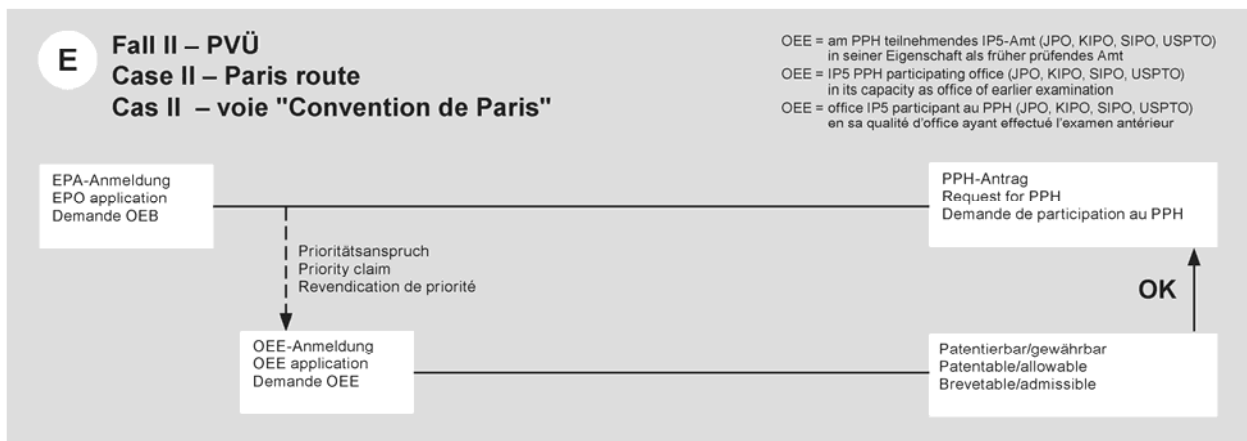 E
Fall II – PVÜ
Case II – Paris route
Cas II – voie "Convention de Paris"
OEE = am PPH teilnehmendes IP5-Amt (JPO, KIPO, SIPO, USPTO)
in seiner Eigenschaft als früher prüfendes Amt
OEE = IP5 PPH participating office (JPO, KIPO, SIPO, USPTO)
in its capacity as office of earlier examination
OEE = office IP5 participant au PPH (JPO, KIPO, SIPO, USPTO)
en sa qualité d'office ayant effectué l'examen antérieur
EPA-Anmeldung
EPO application
Demande OEB
PPH-Antrag
Request for PPH
Demande de participation au PPH
Prioritätsanspruch
Priority claim
Revendication de priorité
OK
OEE-Anmeldung
OEE application
Demande OEE
Patentierbar/gewährbar
Patentable/allowable
Brevetable/admissible